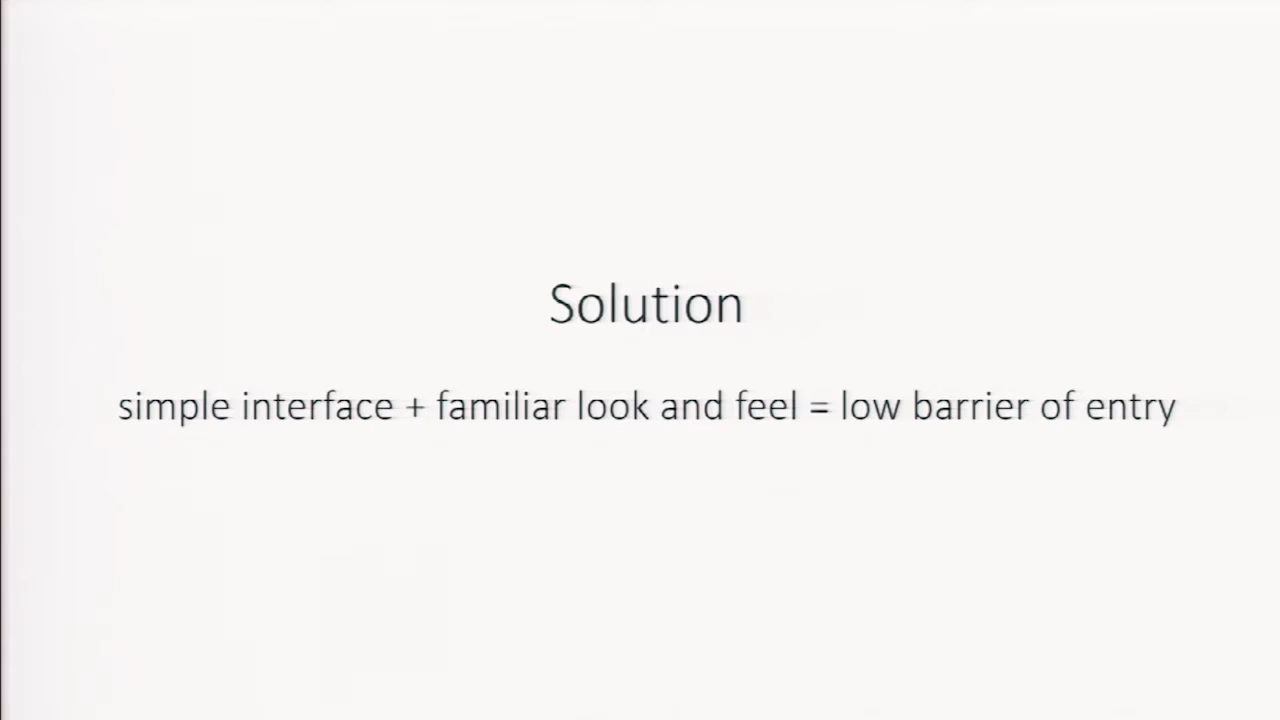 Solution
simple interface + familiar look and feel = low barrier of entry